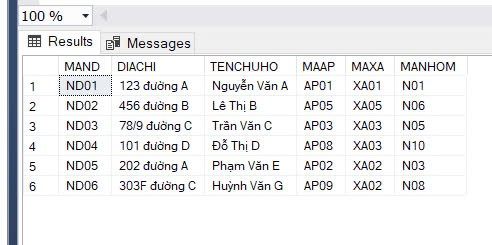 100 %
Results Messages
MAND DIACHI TENCHUHO MAAP MAXA MANHOM
1 ND01 123 đường A Nguyễn Văn A AP01 XA01 N01
2 ND02 456 đường B Lê Thị B AP05 XA05 N06
3 ND03 78/9 đường C Trần Văn C AP03 XA03 N05
4 ND04 101 đường D Đỗ Thị D AP08 XA03 N10
5 ND05 202 đường A Phạm Văn E AP02 XA02 N03
6 ND06 303F đường C Huỳnh Văn G AP09 XA02 N08